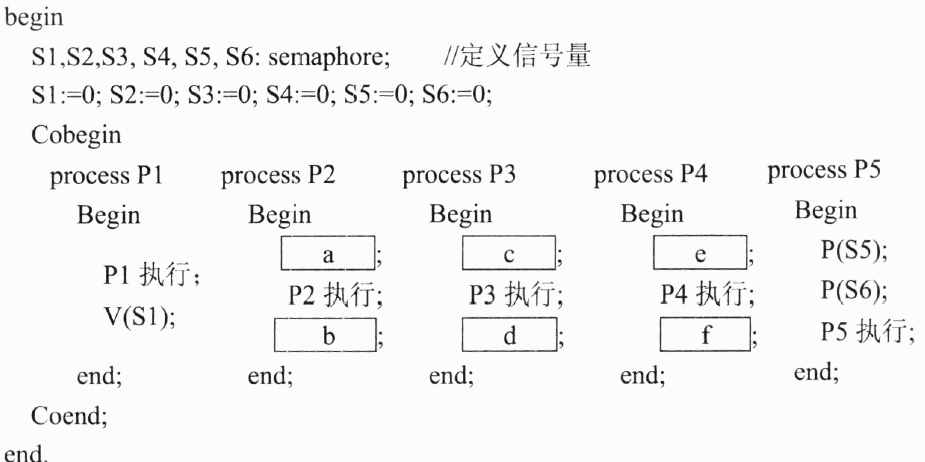 begin
S1,S2,S3, S4, S5, S6: semaphore; //定义信号量
S1:=0; S2:=0; S3:=0; S4:=0; S5:=0; S6:=0;
Cobegin
process P1 process P2 process P3 process P4 process P5
Begin Begin Begin Begin Begin
a; c; e; P(S5);
P1 执行; P2 执行; P3 执行; P4 执行; P(S6);
V(S1); b; d; f; P5 执行;
end; end; end; end; end;
Coend;
end.